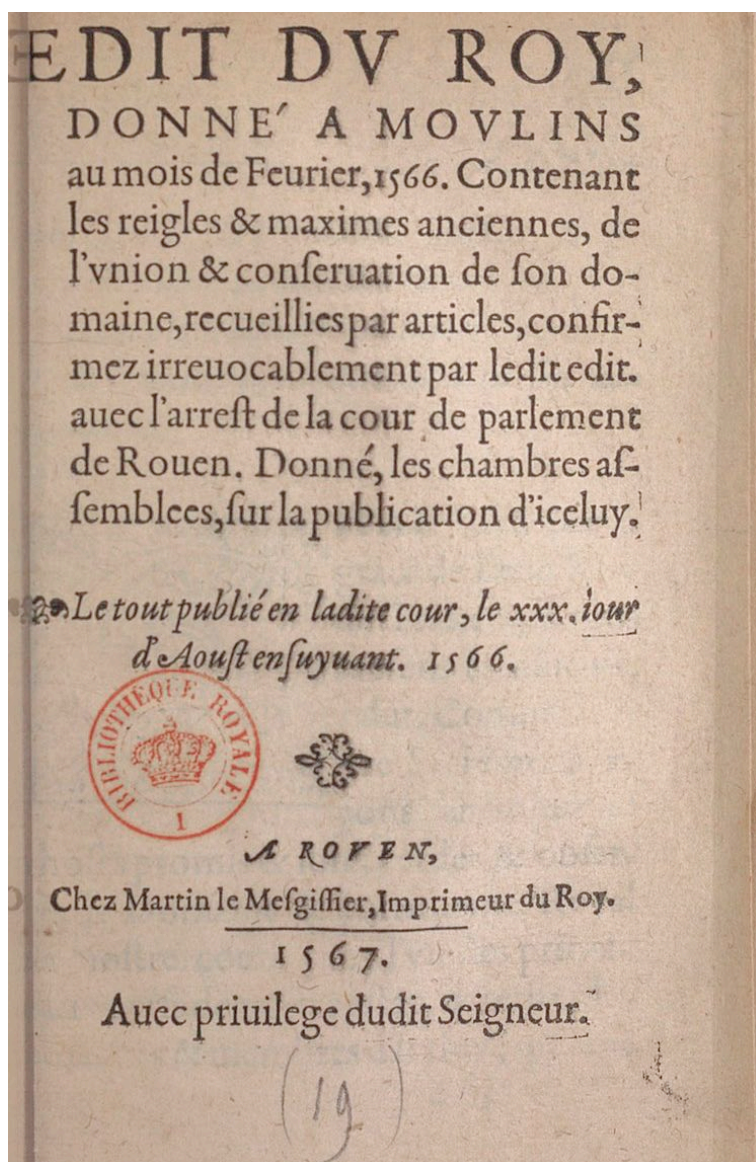 EDIT DV ROY,
DONNE´ A MOVLINS
au mois de Feurier,1566. Contenant
les reigles & maximes anciennes, de
l'vnion & conſeruation de ſon do-
maine,recueillies par articles,confir-
mez irreuocablement par ledit edit.
auec l'arreſt de la cour de parlement
de Rouen. Donné, les chambres aſ-
ſemblees,ſur la publication d'iceluy.
Le tout publié en ladite cour, le xxx. iour
d'Aouſt enſuyuant. 1566.
BIBLIOTHÈQUE ROYALE
I
A ROVEN,
Chez Martin le Meſgiſſier,Imprimeur du Roy.
1567.
Auec priuilege dudit Seigneur.
(19)